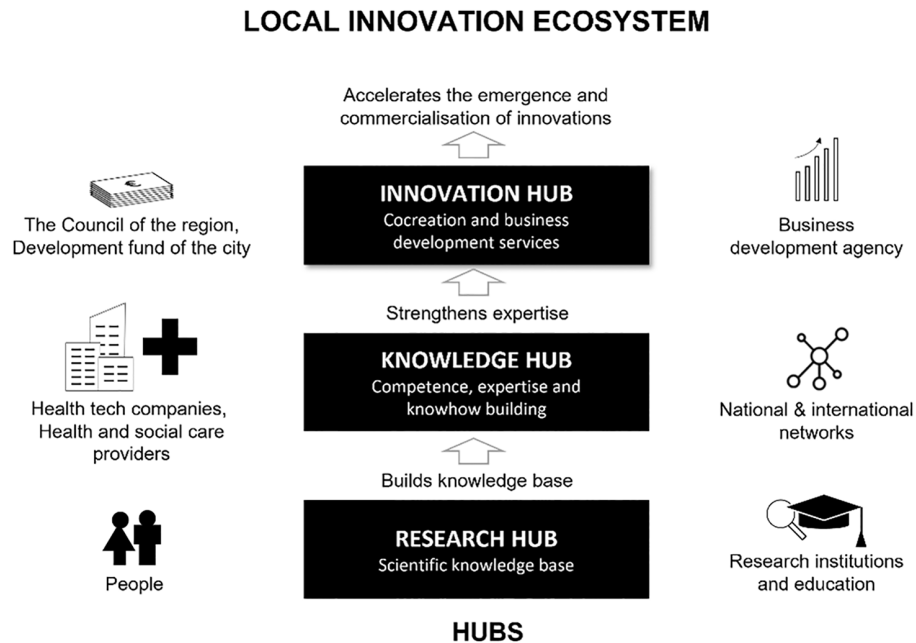 LOCAL INNOVATION ECOSYSTEM
Accelerates the emergence and
commercialisation of innovations
€
The Council of the region,
Development fund of the city
INNOVATION HUB
Cocreation and business
development services
Business
development agency
Strengthens expertise
Health tech companies,
Health and social care
providers
KNOWLEDGE HUB
Competence, expertise and
knowhow building
National & international
networks
Builds knowledge base
People
RESEARCH HUB
Scientific knowledge base
Research institutions
and education
HUBS